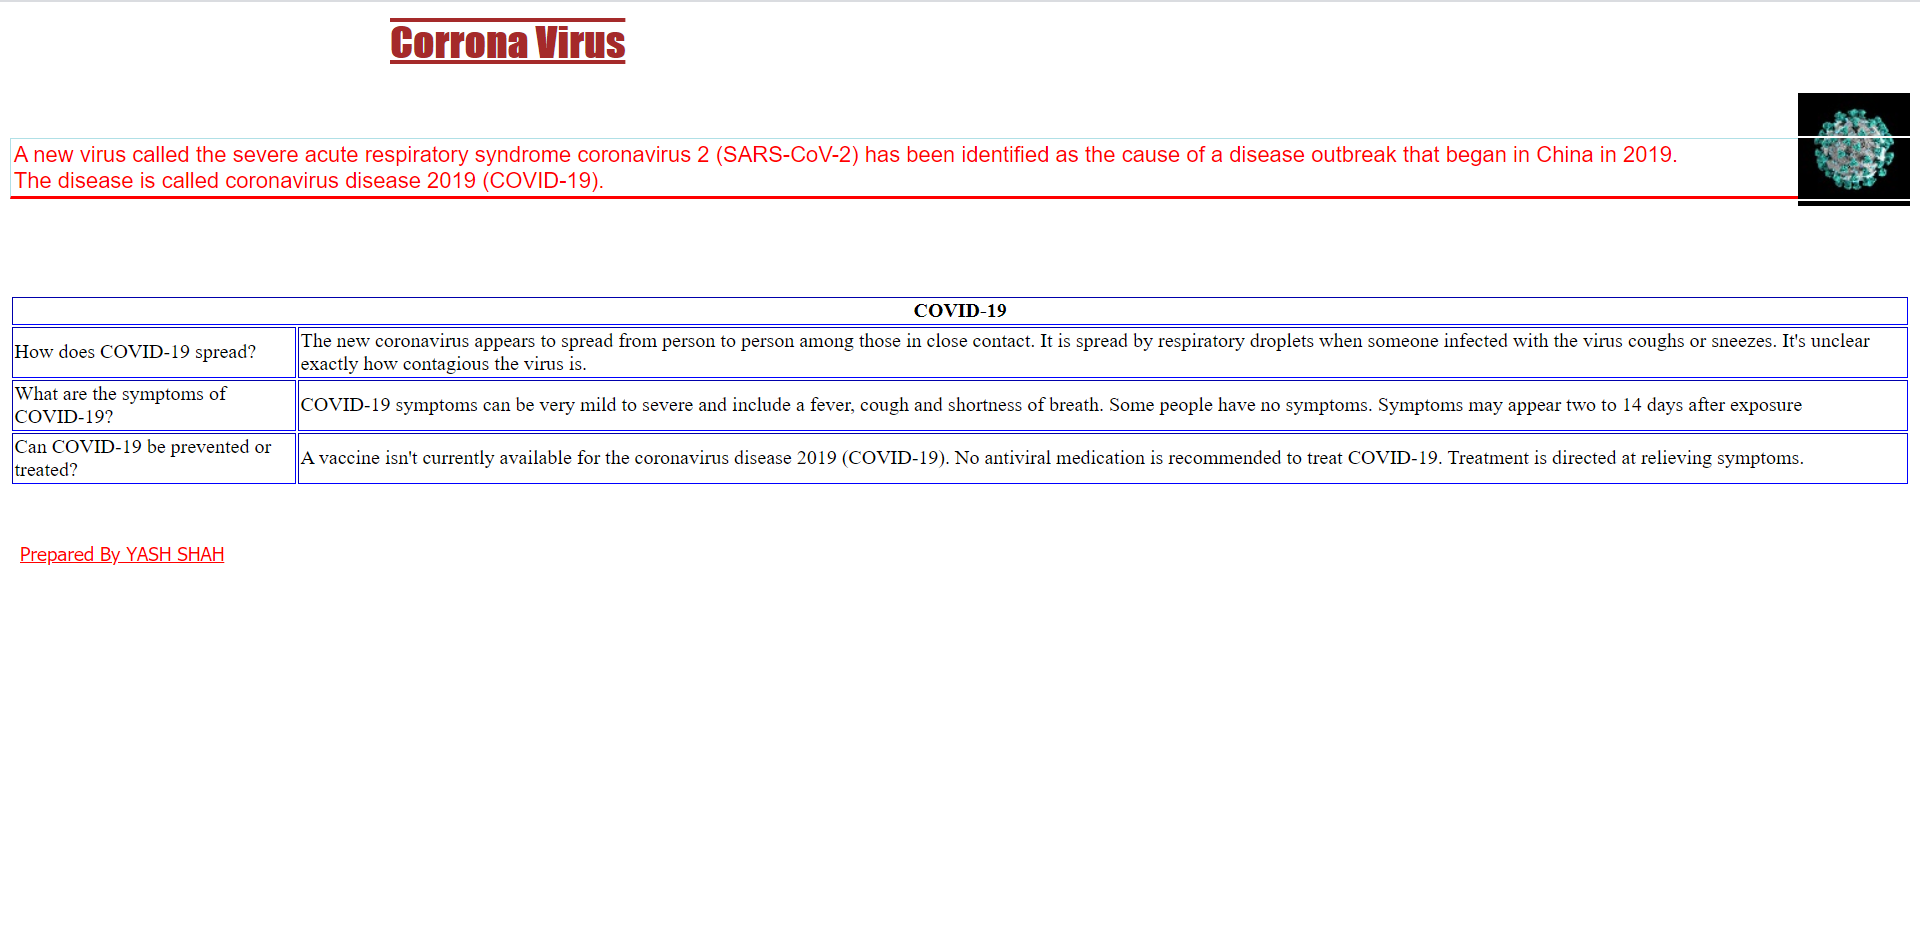 Corrona Virus
A new virus called the severe acute respiratory syndrome coronavirus 2 (SARS-CoV-2) has been identified as the cause of a disease outbreak that began in China in 2019.
The disease is called coronavirus disease 2019 (COVID-19).
COVID-19
How does COVID-19 spread?
The new coronavirus appears to spread from person to person among those in close contact. It is spread by respiratory droplets when someone infected with the virus coughs or sneezes. It's unclear
exactly how contagious the virus is.
What are the symptoms of
COVID-19?
COVID-19 symptoms can be very mild to severe and include a fever, cough and shortness of breath. Some people have no symptoms. Symptoms may appear two to 14 days after exposure
Can COVID-19 be prevented or
treated?
A vaccine isn't currently available for the coronavirus disease 2019 (COVID-19). No antiviral medication is recommended to treat COVID-19. Treatment is directed at relieving symptoms.
Prepared By YASH SHAH